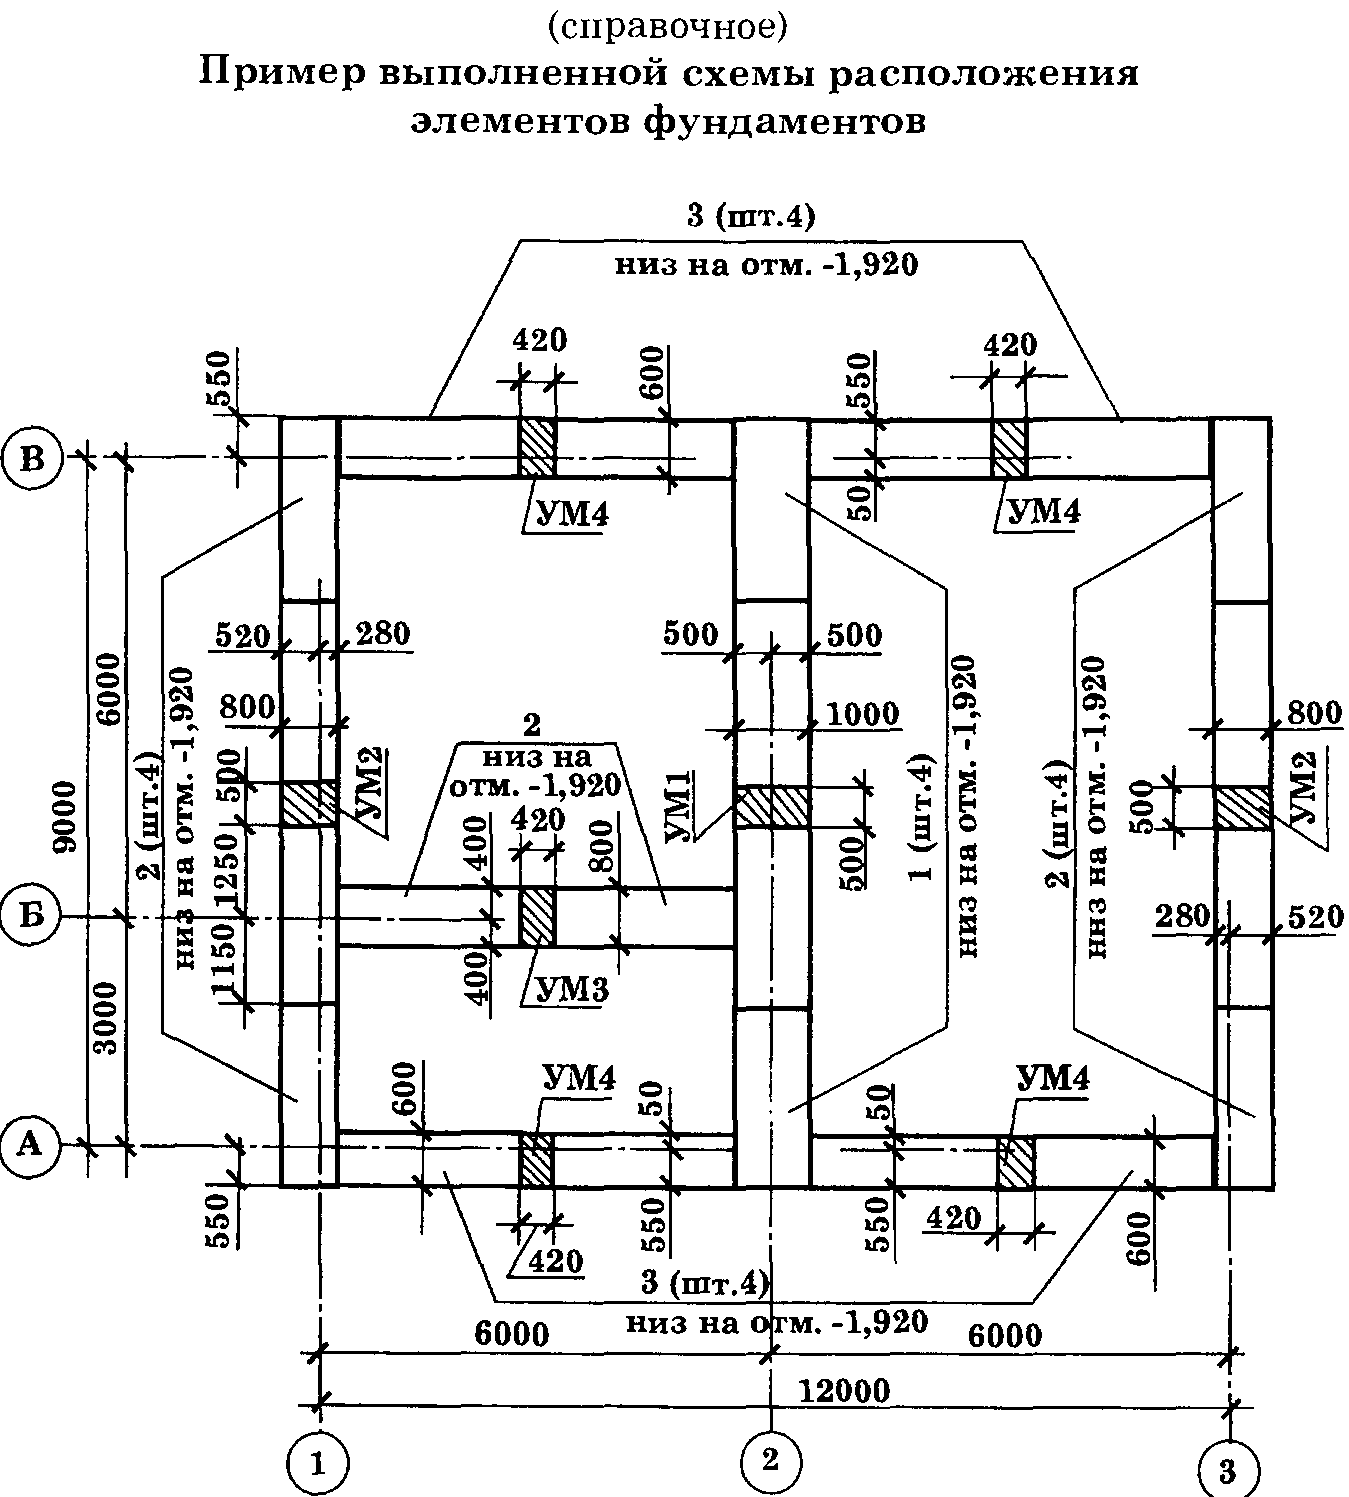 (справочное)
Пример выполненной схемы расположения
элементов фундаментов
3 (шт.4)
низ на отм. -1,920
420
420
550
600
550
В
50
УМ4
УМ4
520
280
500
500
800
1000
800
6000
9000
3000
2 (шт.4)
низ на отм. -1,920
500
1250
1150
УМ2
2
низ на
отм. -1,920
420
400
800
400
УМ3
УМ1
500
1 (шт.4)
низ на отм. -1,920
2 (шт.4)
низ на отм. -1,920
500
УМ2
Б
280
520
УМ4
УМ4
600
50
50
А
550
550
550
420
420
600
3 (шт.4)
низ на отм. -1,920
6000
6000
12000
1
2
3